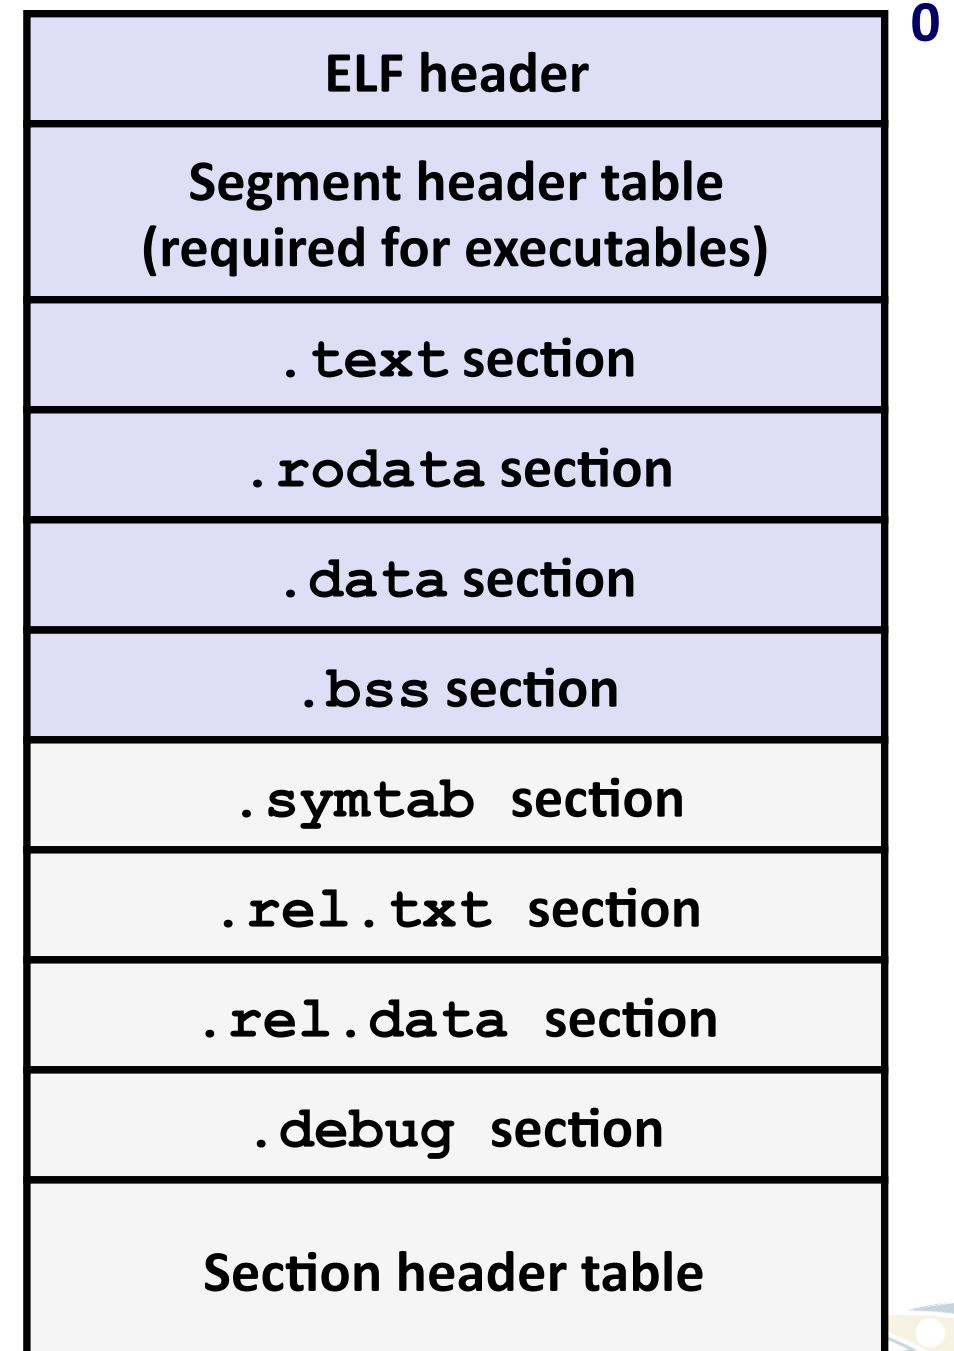 0
ELF header
Segment header table
(required for executables)
.text section
.rodata section
.data section
.bss section
.symtab section
.rel.txt section
.rel.data section
.debug section
Section header table